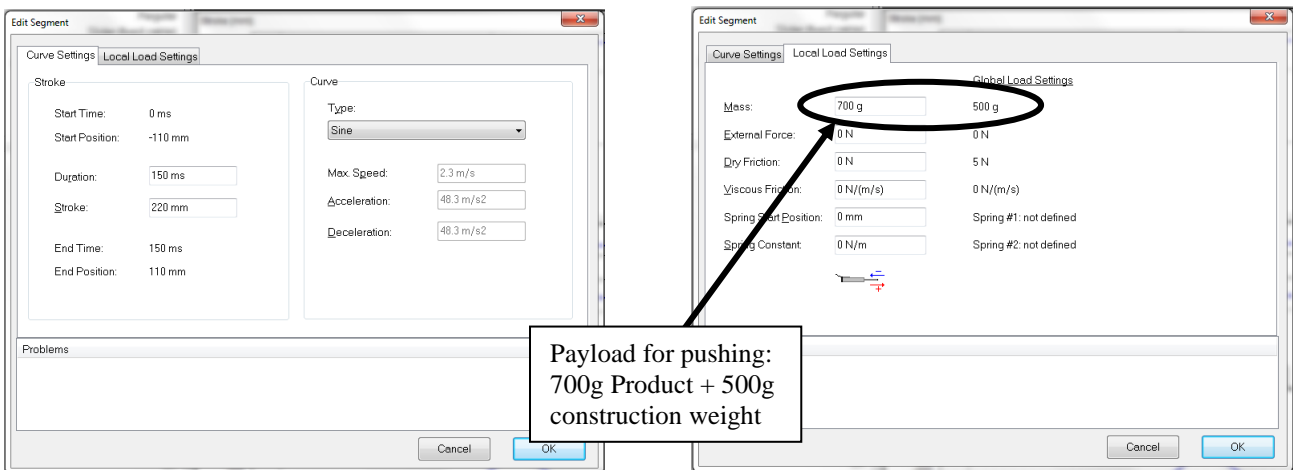 Edit Segment
Curve Settings Local Load Settings
Stroke
Start Time: 0 ms
Start Position: -110 mm
Duration: 150 ms
Stroke: 220 mm
End Time: 150 ms
End Position: 110 mm
Curve
Type:
Sine
Max. Speed: 2.3 m/s
Acceleration: 48.3 m/s2
Deceleration: 48.3 m/s2
Problems
Cancel OK
Edit Segment
Curve Settings Local Load Settings
Global Load Settings
Mass: 700 g 500 g
External Force: 0 N 0 N
Dry Friction: 0 N 5 N
Viscous Friction: 0 N/(m/s) 0 N/(m/s)
Spring Start Position: 0 mm Spring #1: not defined
Spring Constant: 0 N/m Spring #2: not defined
Cancel OK
Payload for pushing:
700g Product + 500g
construction weight